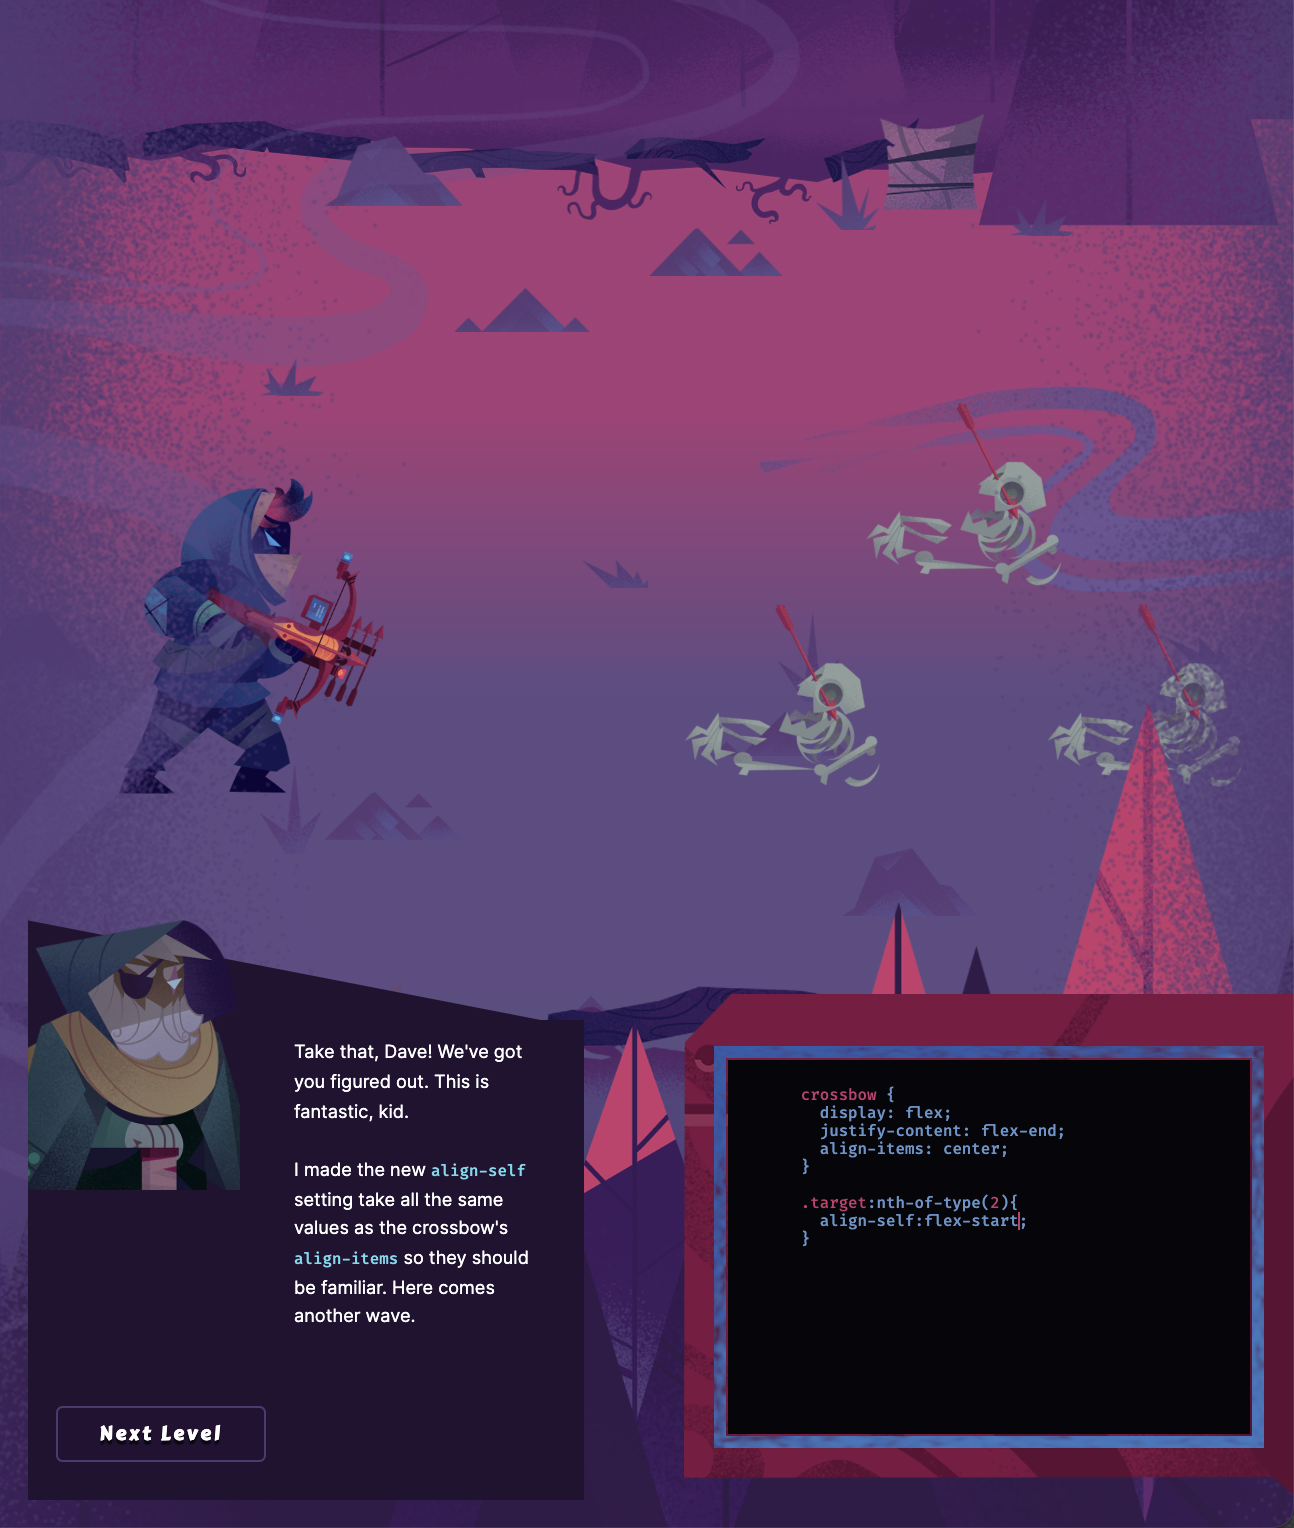 Take that, Dave! We've got
you figured out. This is
fantastic, kid.
I made the new align-self
setting take all the same
values as the crossbow's
align-items so they should
be familiar. Here comes
another wave.
Next Level
crossbow {
display: flex;
justify-content: flex-end;
align-items: center;
}
.target:nth-of-type(2){
align-self:flex-start;
}